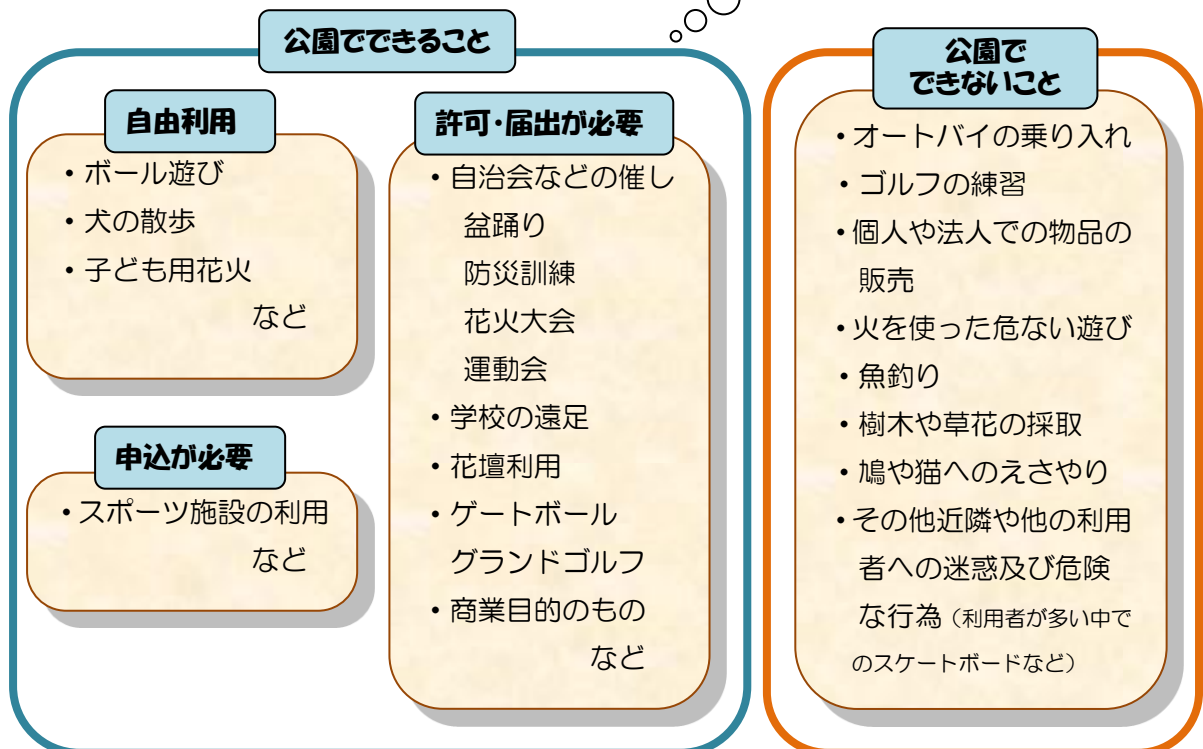 公園でできること
自由利用
・ボール遊び
・犬の散歩
・子ども用花火
など
申込が必要
・スポーツ施設の利用
など
許可・届出が必要
・自治会などの催し
盆踊り
防災訓練
花火大会
運動会
・学校の遠足
・花壇利用
・ゲートボール
グランドゴルフ
・商業目的のもの
など
公園で
できないこと
・オートバイの乗り入れ
・ゴルフの練習
・個人や法人での物品の
販売
・火を使った危ない遊び
・魚釣り
・樹木や草花の採取
・鳩や猫へのえさやり
・その他近隣や他の利用
者への迷惑及び危険
な行為（利用者が多い中で
のスケートボードなど）